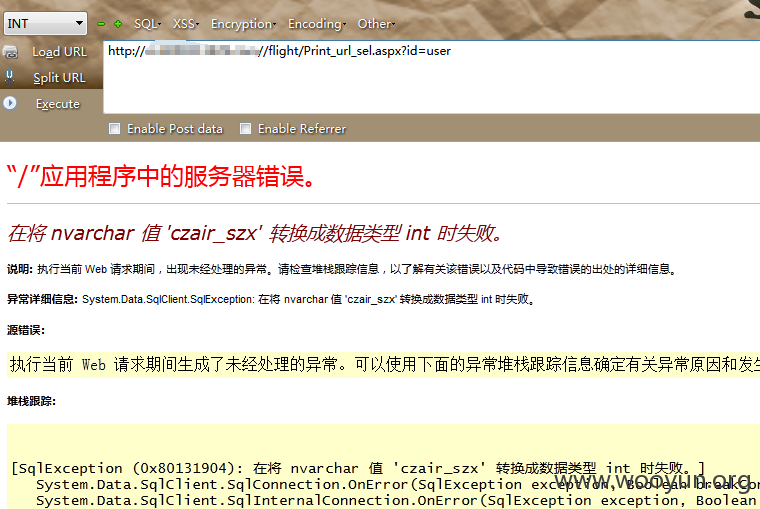 INT SQL XSS Encryption Encoding Other
Load URL
http:// //flight/Print_url_sel.aspx?id=user
Split URL
Execute
Enable Post data Enable Referrer
“/”应用程序中的服务器错误。
在将 nvarchar 值 'czair_szx' 转换成数据类型 int 时失败。
说明: 执行当前 Web 请求期间，出现未经处理的异常。请检查堆栈跟踪信息，以了解有关该错误以及代码中导致错误的出处的详细信息。
异常详细信息: System.Data.SqlClient.SqlException: 在将 nvarchar 值 'czair_szx' 转换成数据类型 int 时失败。
源错误:
执行当前 Web 请求期间生成了未经处理的异常。可以使用下面的异常堆栈跟踪信息确定有关异常原因和发生
堆栈跟踪:
[SqlException (0x80131904): 在将 nvarchar 值 'czair_szx' 转换成数据类型 int 时失败。]
System.Data.SqlClient.SqlConnection.OnError(SqlException exception, Boolean breakCon
System.Data.SqlClient.SqlInternalConnection.OnError(SqlException exception, Boolean
www.wooyun.org